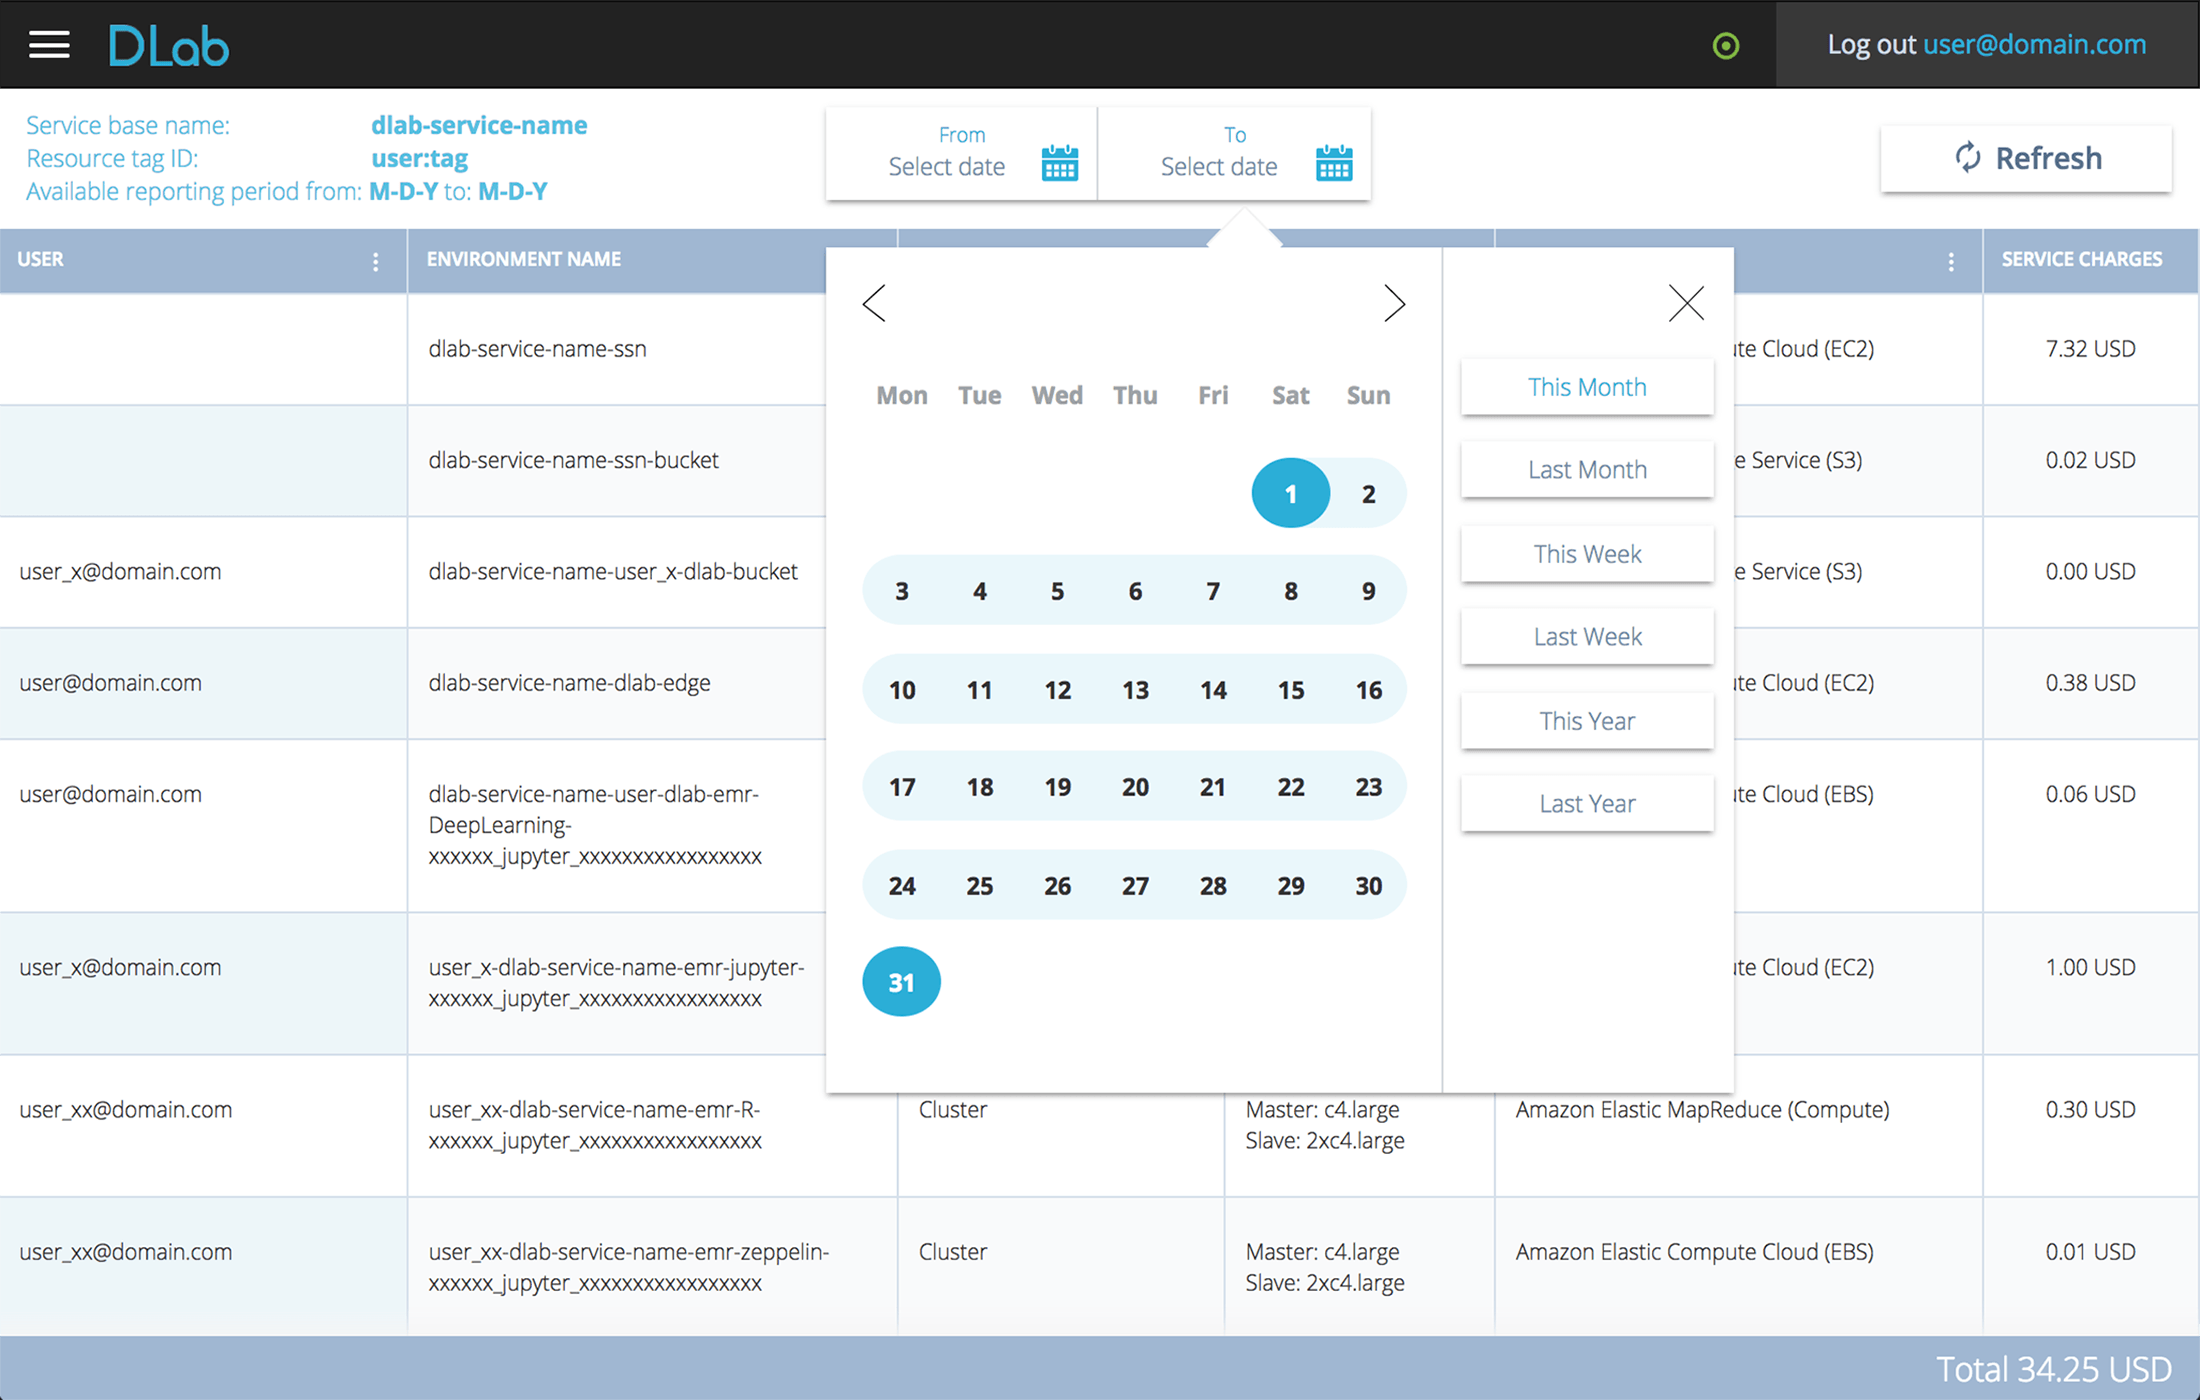 DLab
Log out user@domain.com
Service base name: dlab-service-name
Resource tag ID: user:tag
Available reporting period from: M-D-Y to: M-D-Y
From
Select date
To
Select date
Refresh
USER
ENVIRONMENT NAME
SERVICE CHARGES
Mon Tue Wed Thu Fri Sat Sun
1 2
3 4 5 6 7 8 9
10 11 12 13 14 15 16
17 18 19 20 21 22 23
24 25 26 27 28 29 30
31
This Month
Last Month
This Week
Last Week
This Year
Last Year
dlab-service-name-ssn
Cloud (EC2)
7.32 USD
dlab-service-name-ssn-bucket
Service (S3)
0.02 USD
user_x@domain.com
dlab-service-name-user_x-dlab-bucket
Service (S3)
0.00 USD
user@domain.com
dlab-service-name-dlab-edge
Cloud (EC2)
0.38 USD
user@domain.com
dlab-service-name-user-dlab-emr-
DeepLearning-
xxxxxx_jupyter_xxxxxxxxxxxxxxxxx
Cloud (EBS)
0.06 USD
user_x@domain.com
user_x-dlab-service-name-emr-jupyter-
xxxxxx_jupyter_xxxxxxxxxxxxxxxxx
Cloud (EC2)
1.00 USD
user_xx@domain.com
user_xx-dlab-service-name-emr-R-
xxxxxx_jupyter_xxxxxxxxxxxxxxxxx
Cluster
Master: c4.large
Slave: 2xc4.large
Amazon Elastic MapReduce (Compute)
0.30 USD
user_xx@domain.com
user_xx-dlab-service-name-emr-zeppelin-
xxxxxx_jupyter_xxxxxxxxxxxxxxxxx
Cluster
Master: c4.large
Slave: 2xc4.large
Amazon Elastic Compute Cloud (EBS)
0.01 USD
Total 34.25 USD